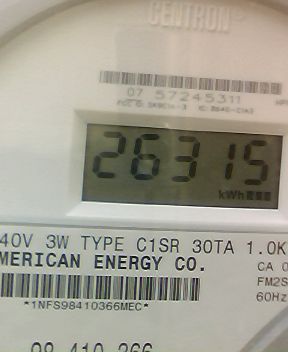 CENTRON
07 57245311
26315
kWh
40V 3W TYPE C1SR 30TA 1.0K
MERICAN ENERGY CO.
CA 0
FM2S
60Hz
*1NFS98410366MEC*
98 410 366